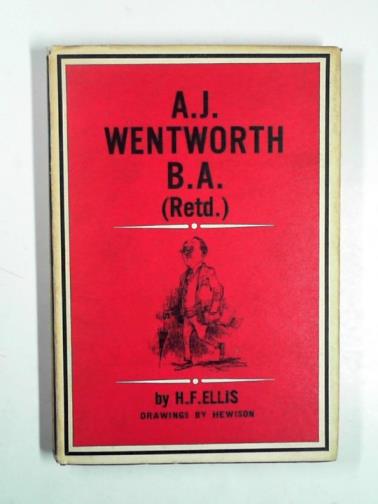 A.J.
WENTWORTH
B.A.
(Retd.)
by H.F.ELLIS
DRAWINGS BY HEWISON